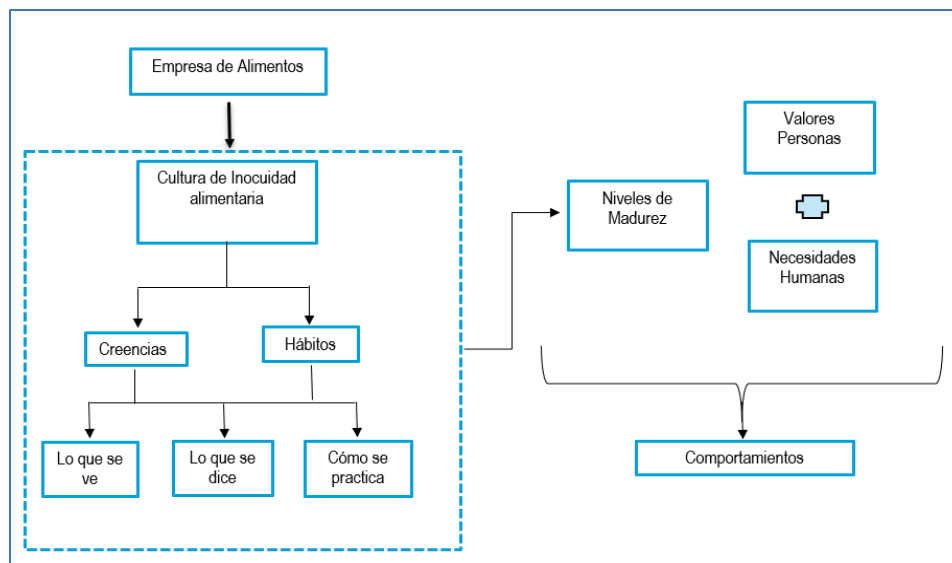 Empresa de Alimentos
Cultura de Inocuidad
alimentaria
Creencias
Hábitos
Lo que se
ve
Lo que se
dice
Cómo se
practica
Niveles de
Madurez
Valores
Personas
Necesidades
Humanas
Comportamientos